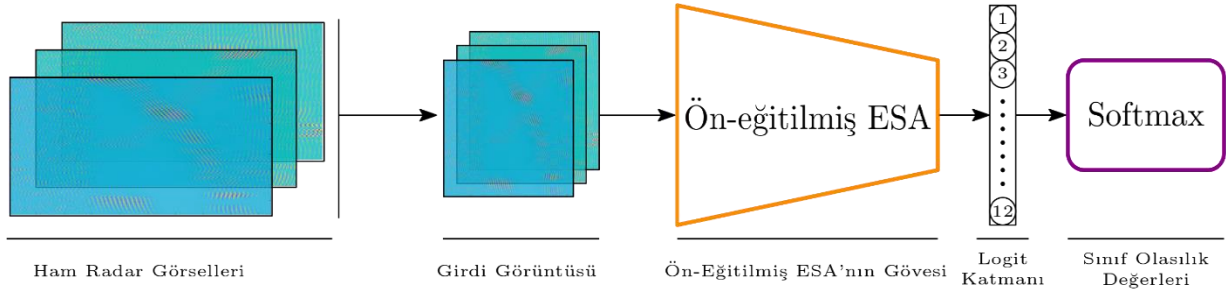 Ön-eğitilmiş ESA
1
2
3
12
Softmax
Ham Radar Görselleri
Girdi Görüntüsü
Ön-Eğitilmiş ESA'nın Gövesi
Logit
Katmanı
Sınıf Olasılık
Değerleri